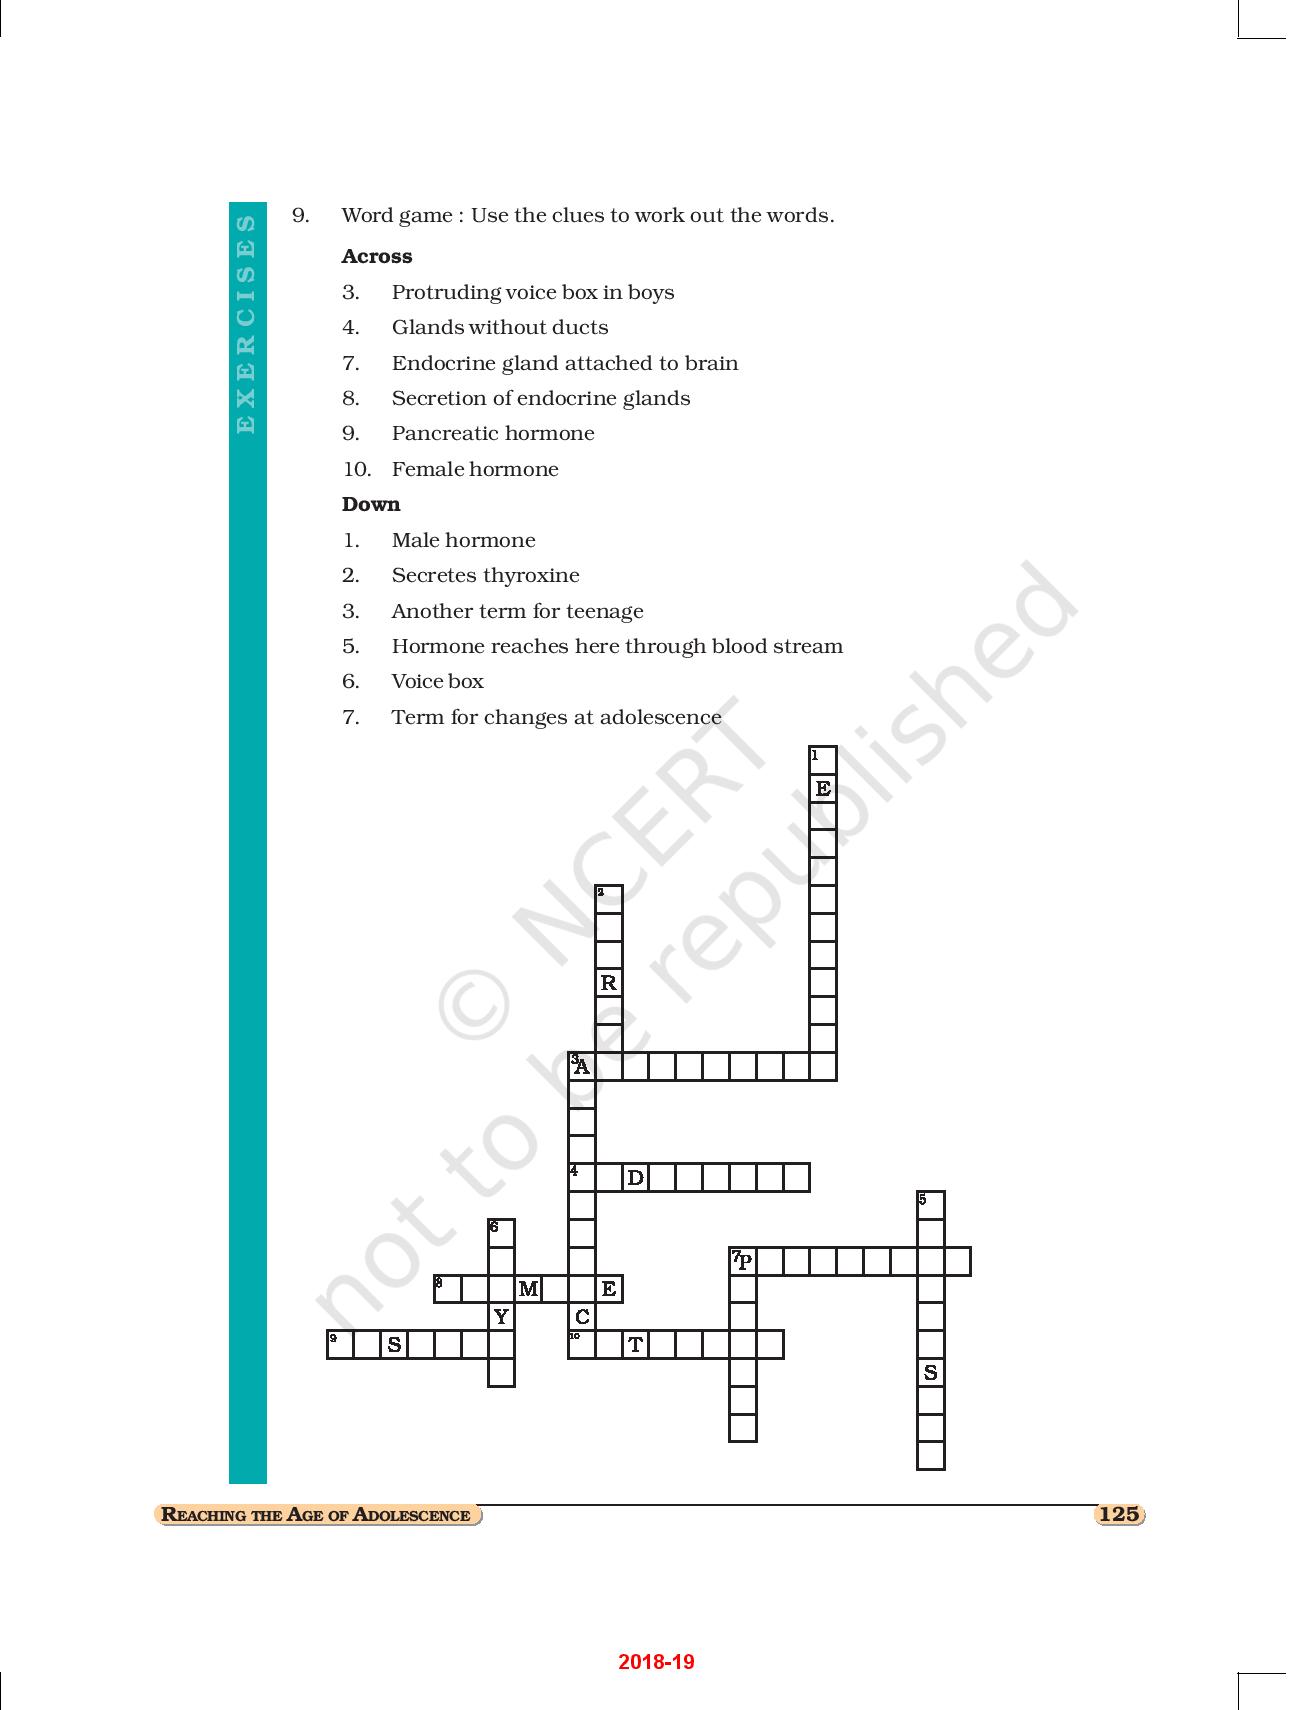 EXERCISES
9. Word game : Use the clues to work out the words.
Across
3. Protruding voice box in boys
4. Glands without ducts
7. Endocrine gland attached to brain
8. Secretion of endocrine glands
9. Pancreatic hormone
10. Female hormone
Down
1. Male hormone
2. Secretes thyroxine
3. Another term for teenage
5. Hormone reaches here through blood stream
6. Voice box
7. Term for changes at adolescence
© NCERT
not to be republished
1
E
2
R
3 A
4 D
5
6
7 P
8 M E
Y C
9 S 10 T
S
REACHING THE AGE OF ADOLESCENCE 125
2018-19